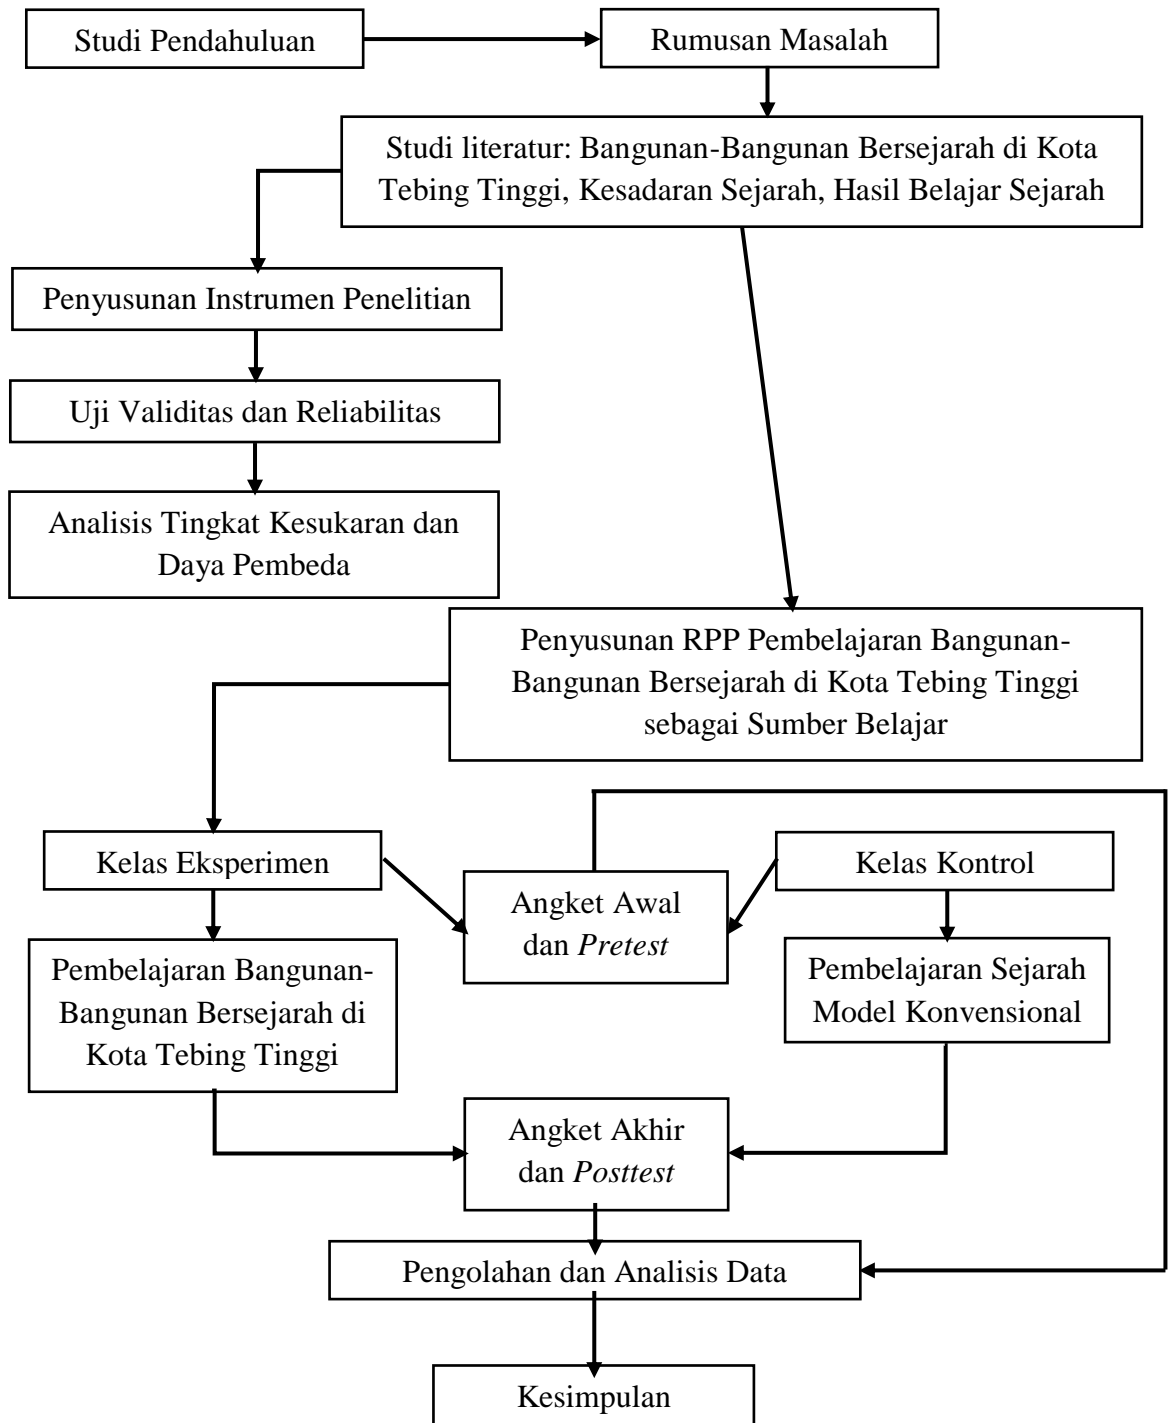 Studi Pendahuluan
Rumusan Masalah
Studi literatur: Bangunan-Bangunan Bersejarah di Kota
Tebing Tinggi, Kesadaran Sejarah, Hasil Belajar Sejarah
Penyusunan Instrumen Penelitian
Uji Validitas dan Reliabilitas
Analisis Tingkat Kesukaran dan
Daya Pembeda
Penyusunan RPP Pembelajaran Bangunan-
Bangunan Bersejarah di Kota Tebing Tinggi
sebagai Sumber Belajar
Kelas Eksperimen
Angket Awal
dan Pretest
Kelas Kontrol
Pembelajaran Bangunan-
Bangunan Bersejarah di
Kota Tebing Tinggi
Pembelajaran Sejarah
Model Konvensional
Angket Akhir
dan Posttest
Pengolahan dan Analisis Data
Kesimpulan